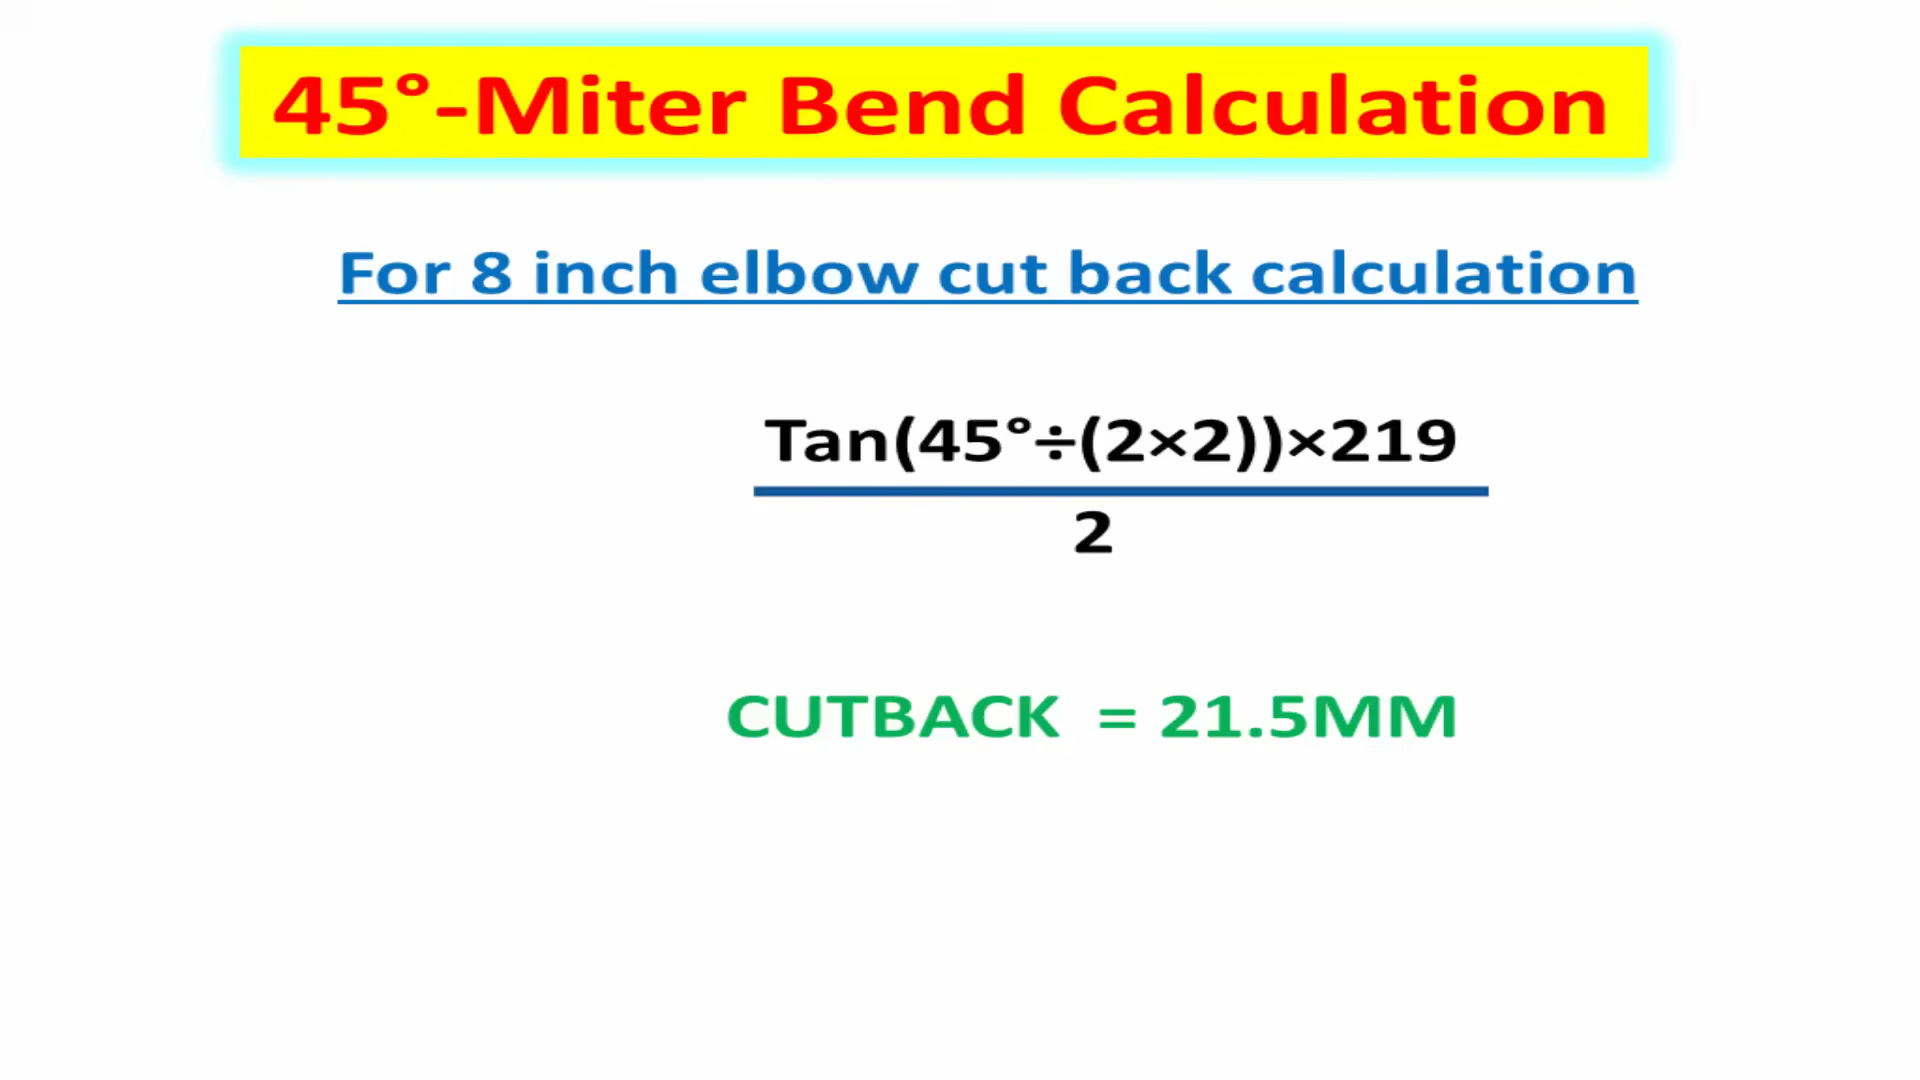 45°-Miter Bend Calculation
For 8 inch elbow cut back calculation
Tan(45°÷(2×2))×219
2
CUTBACK = 21.5MM